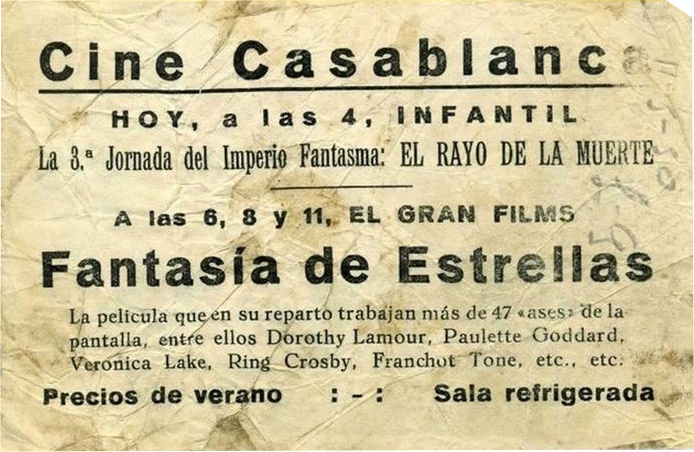 Cine Casablanca
HOY, a las 4, INFANTIL
La 3.ª Jornada del Imperio Fantasma: EL RAYO DE LA MUERTE
A las 6, 8 y 11, EL GRAN FILMS
Fantasía de Estrellas
La pelicula que en su reparto trabajan más de 47 «ases» de la
pantalla, entre ellos Dorothy Lamour, Paulette Goddard,
Veronica Lake, Ring Crosby, Franchot Tone, etc., etc.
Precios de verano : - : Sala refrigerada